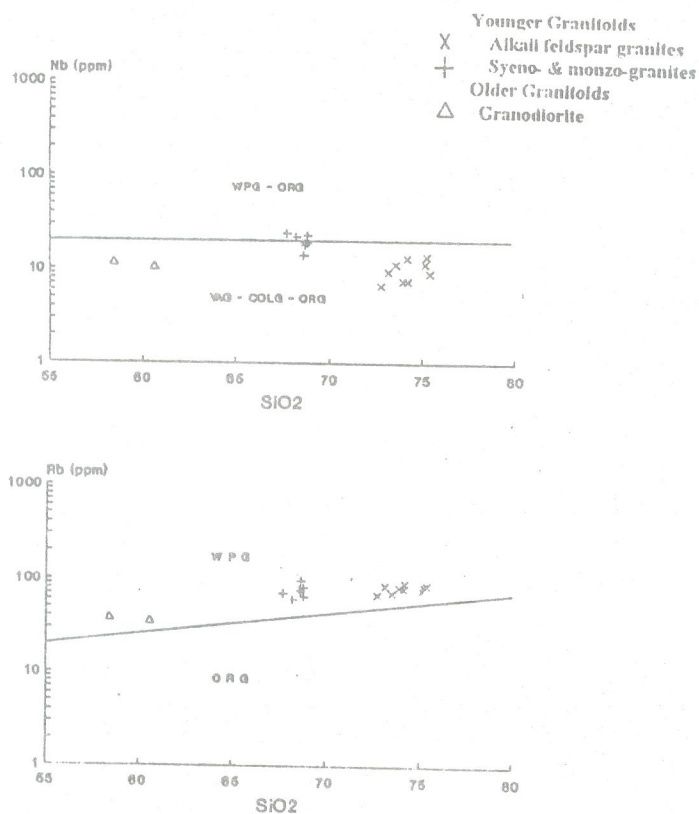 Younger Granitoids
X Alkali feldspar granites
+ Syeno- & monzo-granites
Older Granitoids
△ Granodiorite
Nb (ppm)
1000
100
WPG - ORG
10
VAG - COLG - ORG
1
55 60 65 70 75 80
SiO2
Rb (ppm)
1000
WPG
100
10
ORG
1
55 60 65 70 75 80
SiO2